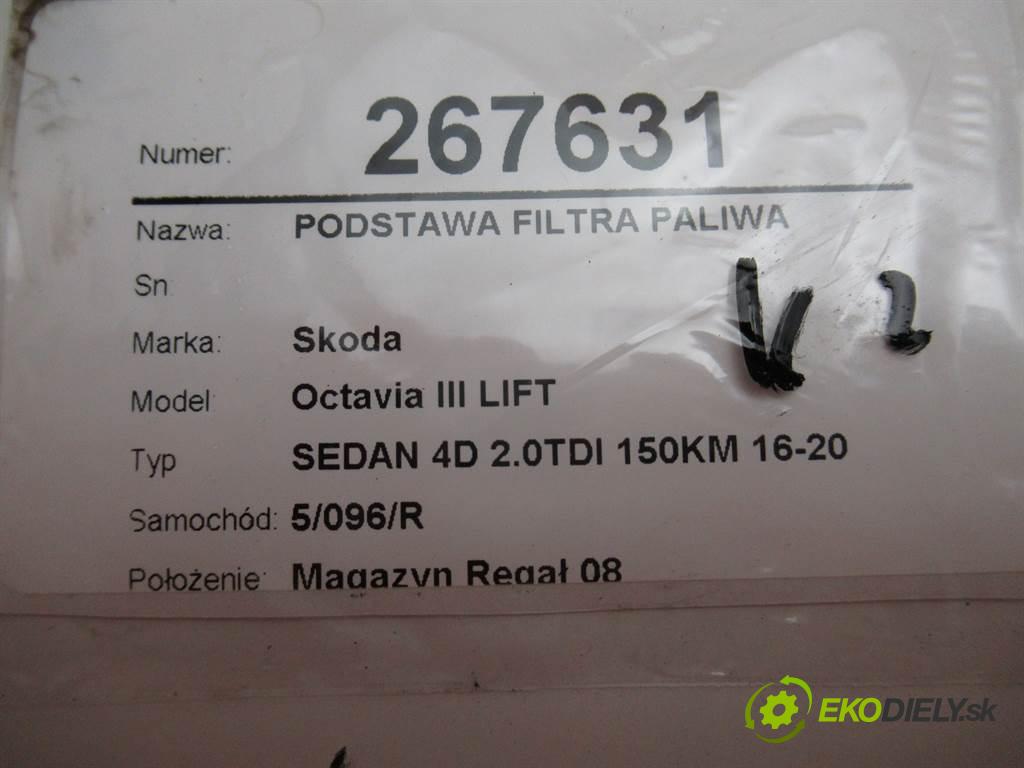 Numer: 267631
Nazwa: PODSTAWA FILTRA PALIWA
Sn:
Marka: Skoda
Model: Octavia III LIFT
Typ SEDAN 4D 2.0TDI 150KM 16-20
Samochód: 5/096/R
Położenie: Magazyn Regał 08
EKODIELY.sk